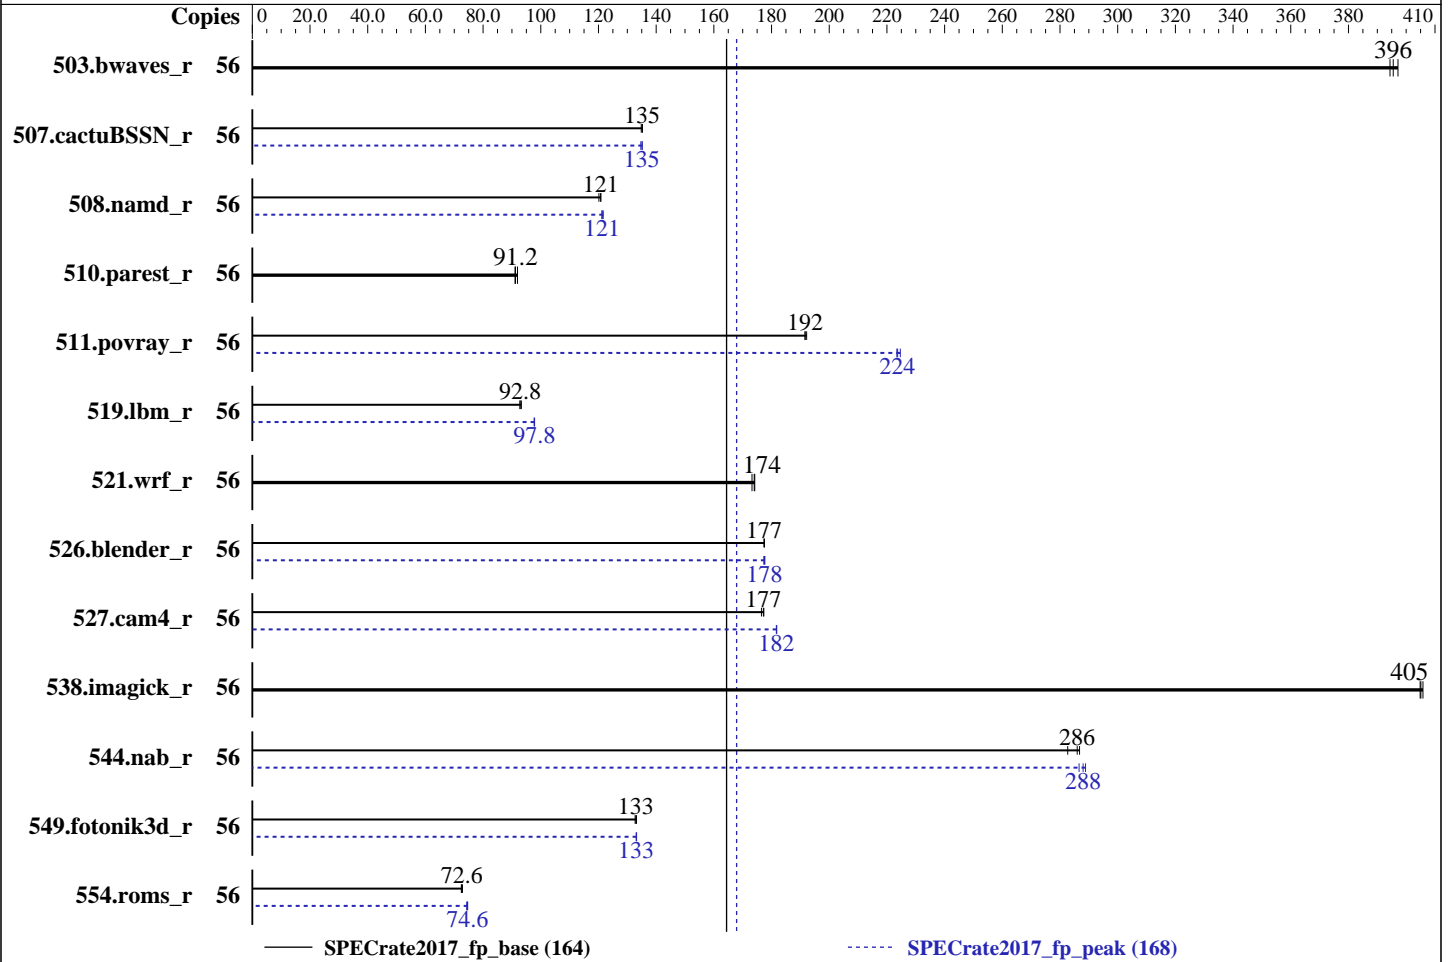 Copies 0 20.0 40.0 60.0 80.0 100 120 140 160 180 200 220 240 260 280 300 320 340 360 380 410
503.bwaves_r 56 396
507.cactuBSSN_r 56 135
135
508.namd_r 56 121
121
510.parest_r 56 91.2
511.povray_r 56 192
224
519.lbm_r 56 92.8
97.8
521.wrf_r 56 174
526.blender_r 56 177
178
527.cam4_r 56 177
182
538.imagick_r 56 405
544.nab_r 56 286
288
549.fotonik3d_r 56 133
133
554.roms_r 56 72.6
74.6
SPECrate2017_fp_base (164) SPECrate2017_fp_peak (168)